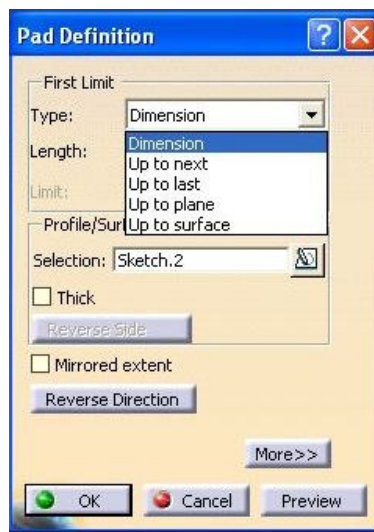 Pad Definition
First Limit
Type: Dimension
Length: Dimension
Up to next
Up to last
Limit: Up to plane
Profile/Sur Up to surface
Selection: Sketch.2
Thick
Reverse Side
Mirrored extent
Reverse Direction
More>>
OK Cancel Preview